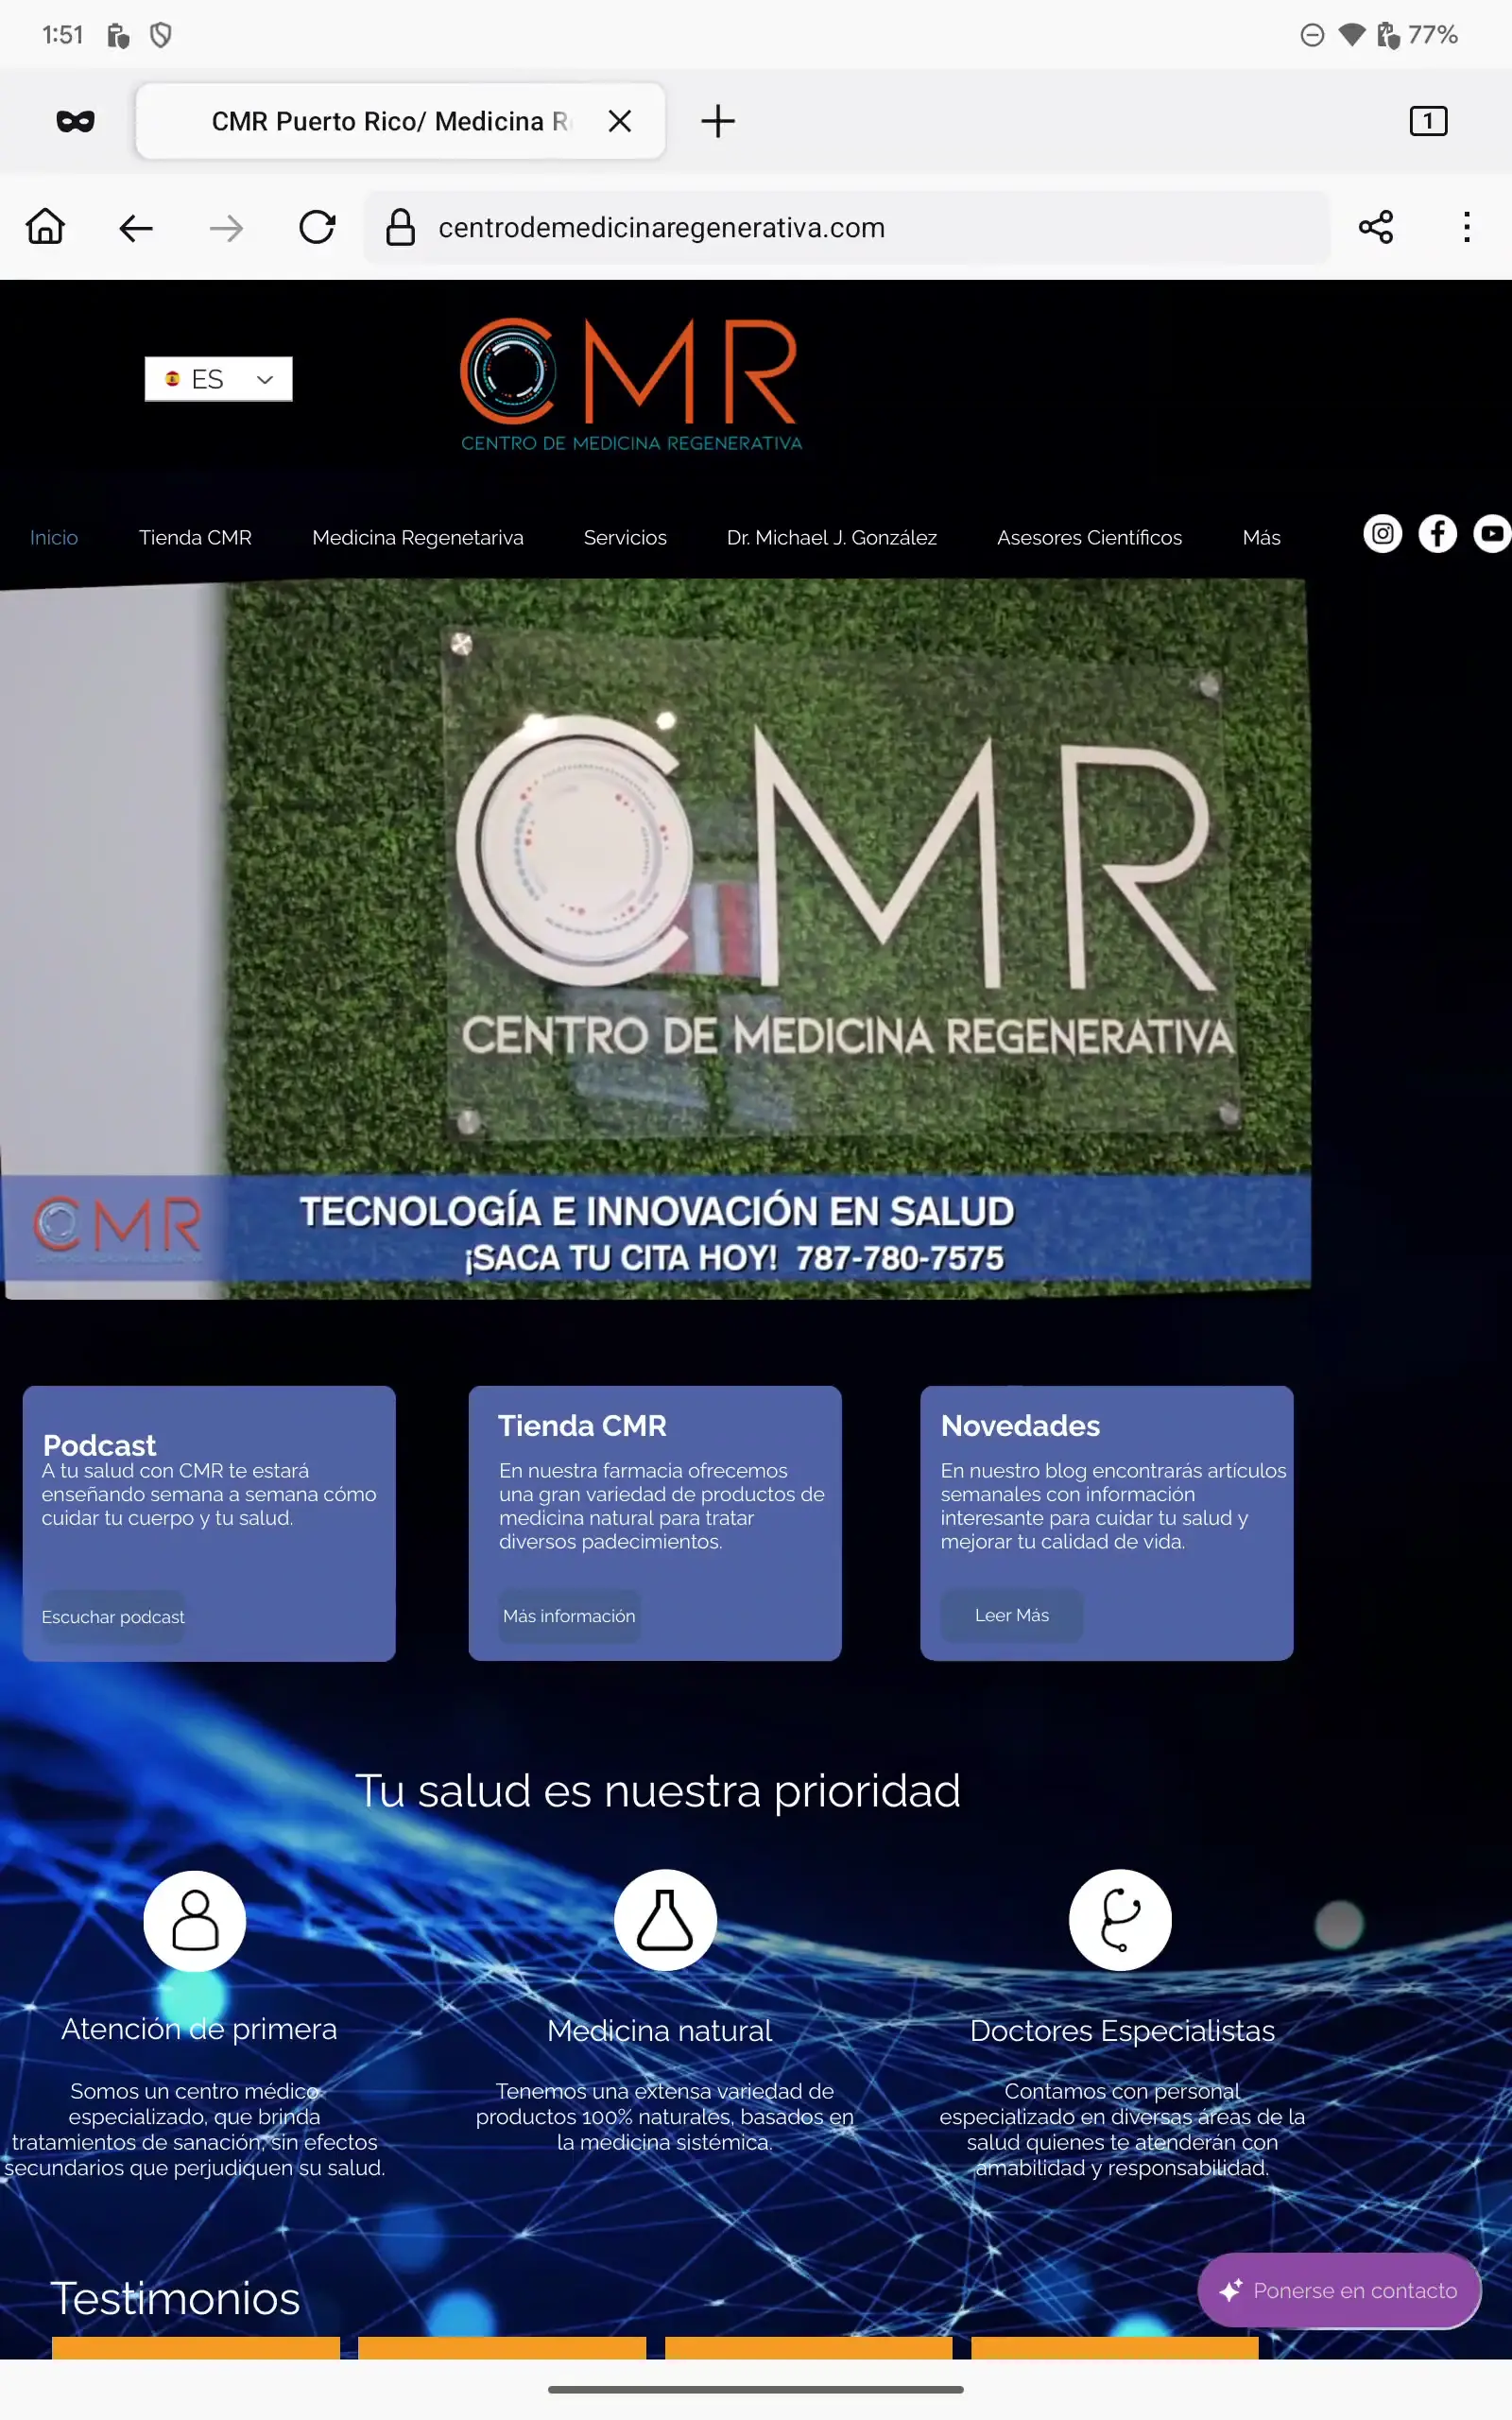 1:51
77%
CMR Puerto Rico/ Medicina R
1
centrodemedicinaregenerativa.com
ES
CMR
CENTRO DE MEDICINA REGENERATIVA
Inicio
Tienda CMR
Medicina Regenetariva
Servicios
Dr. Michael J. González
Asesores Científicos
Más
CMR
CENTRO DE MEDICINA REGENERATIVA
CMR
TECNOLOGÍA E INNOVACIÓN EN SALUD
¡SACA TU CITA HOY! 787-780-7575
Podcast
A tu salud con CMR te estará
enseñando semana a semana cómo
cuidar tu cuerpo y tu salud.
Escuchar podcast
Tienda CMR
En nuestra farmacia ofrecemos
una gran variedad de productos de
medicina natural para tratar
diversos padecimientos.
Más información
Novedades
En nuestro blog encontrarás artículos
semanales con información
interesante para cuidar tu salud y
mejorar tu calidad de vida.
Leer Más
Tu salud es nuestra prioridad
Atención de primera
Somos un centro médico
especializado, que brinda
tratamientos de sanación, sin efectos
secundarios que perjudiquen su salud.
Medicina natural
Tenemos una extensa variedad de
productos 100% naturales, basados en
la medicina sistémica.
Doctores Especialistas
Contamos con personal
especializado en diversas áreas de la
salud quienes te atenderán con
amabilidad y responsabilidad.
Testimonios
Ponerse en contacto